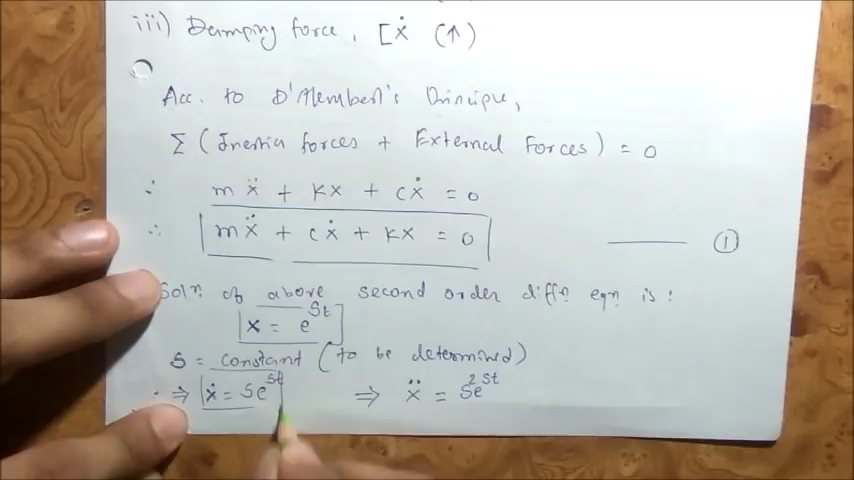 iii) Damping force, [ẋ (↑)
Acc. to D'Alembert's Principle,
Σ (Inertia forces + External Forces) = 0
∴ mẍ + kx + cẋ = 0
∴ mẍ + cẋ + kx = 0 ——— ①
Solⁿ of above second order diffⁿ eqⁿ is :
x = e^st
s = constant (to be determined)
∴ ⇒ ẋ = se^st ⇒ ẍ = s²e^st